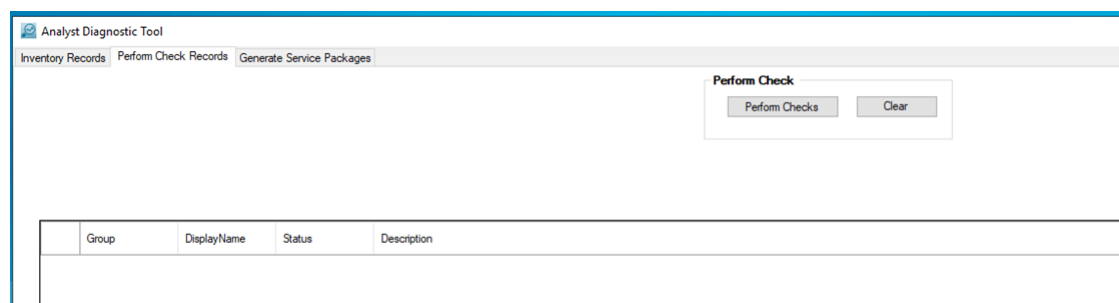 Analyst Diagnostic Tool
Inventory Records Perform Check Records Generate Service Packages
Perform Check
Perform Checks Clear
Group DisplayName Status Description